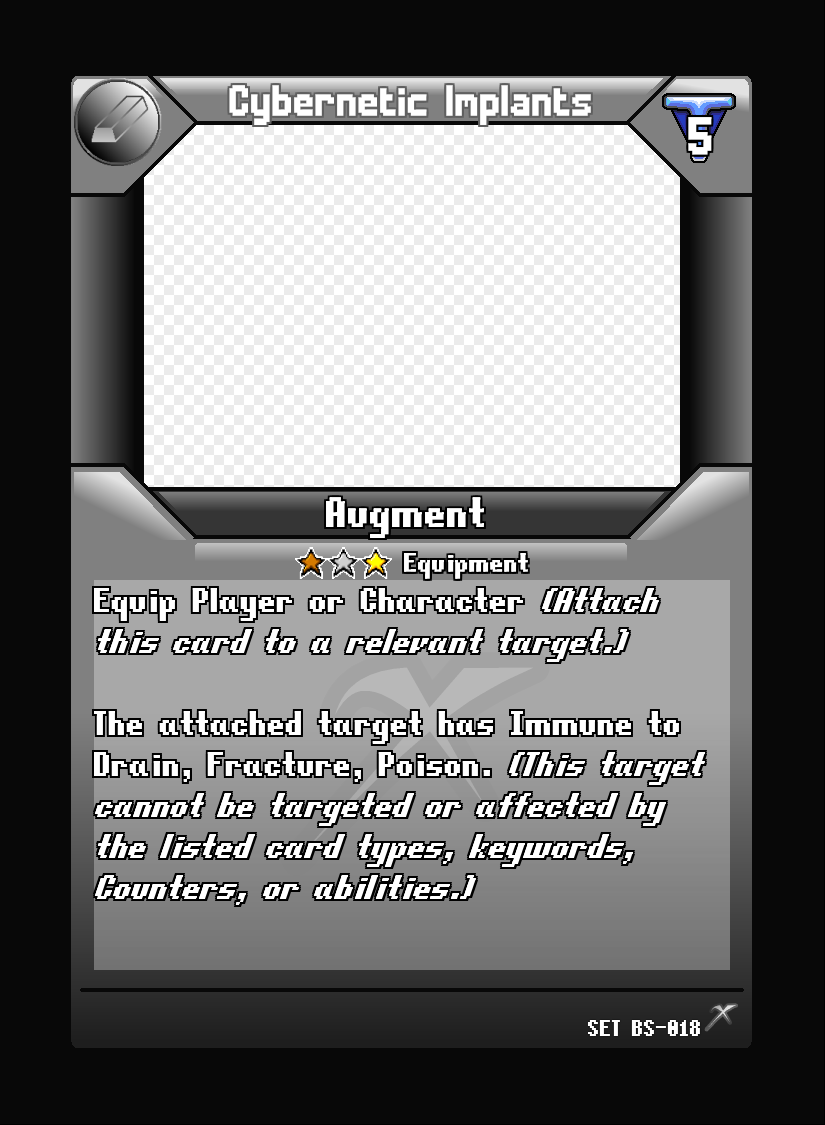 Cybernetic Implants
5
Augment
Equipment
Equip Player or Character (Attach
this card to a relevant target.)
The attached target has Immune to
Drain, Fracture, Poison. (This target
cannot be targeted or affected by
the listed card types, keywords,
Counters, or abilities.)
SET BS-018